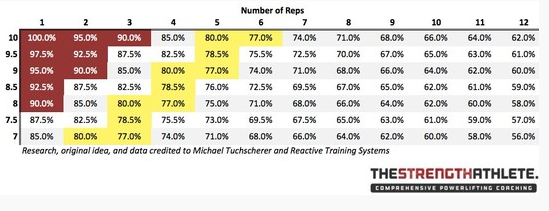 Number of Reps
1 2 3 4 5 6 7 8 9 10 11 12
10 100.0% 95.0% 90.0% 85.0% 80.0% 77.0% 74.0% 71.0% 68.0% 66.0% 64.0% 62.0%
9.5 97.5% 92.5% 87.5% 82.5% 78.5% 75.5% 72.5% 70.0% 67.0% 65.0% 63.0% 61.0%
9 95.0% 90.0% 85.0% 80.0% 77.0% 74.0% 71.0% 68.0% 66.0% 64.0% 62.0% 60.0%
8.5 92.5% 87.5% 82.5% 78.5% 76.0% 72.5% 69.5% 67.0% 65.0% 62.0% 61.0% 59.0%
8 90.0% 85.0% 80.0% 77.0% 75.0% 71.0% 68.0% 66.0% 64.0% 61.0% 60.0% 58.0%
7.5 87.5% 82.5% 78.5% 75.5% 73.0% 69.5% 67.5% 65.0% 63.0% 61.0% 59.0% 57.0%
7 85.0% 80.0% 77.0% 74.0% 71.0% 68.0% 66.0% 64.0% 62.0% 60.0% 58.0% 56.0%
Research, original idea, and data credited to Michael Tuchscherer and Reactive Training Systems
THESTRENGTHATHLETE.
COMPREHENSIVE POWERLIFTING COACHING